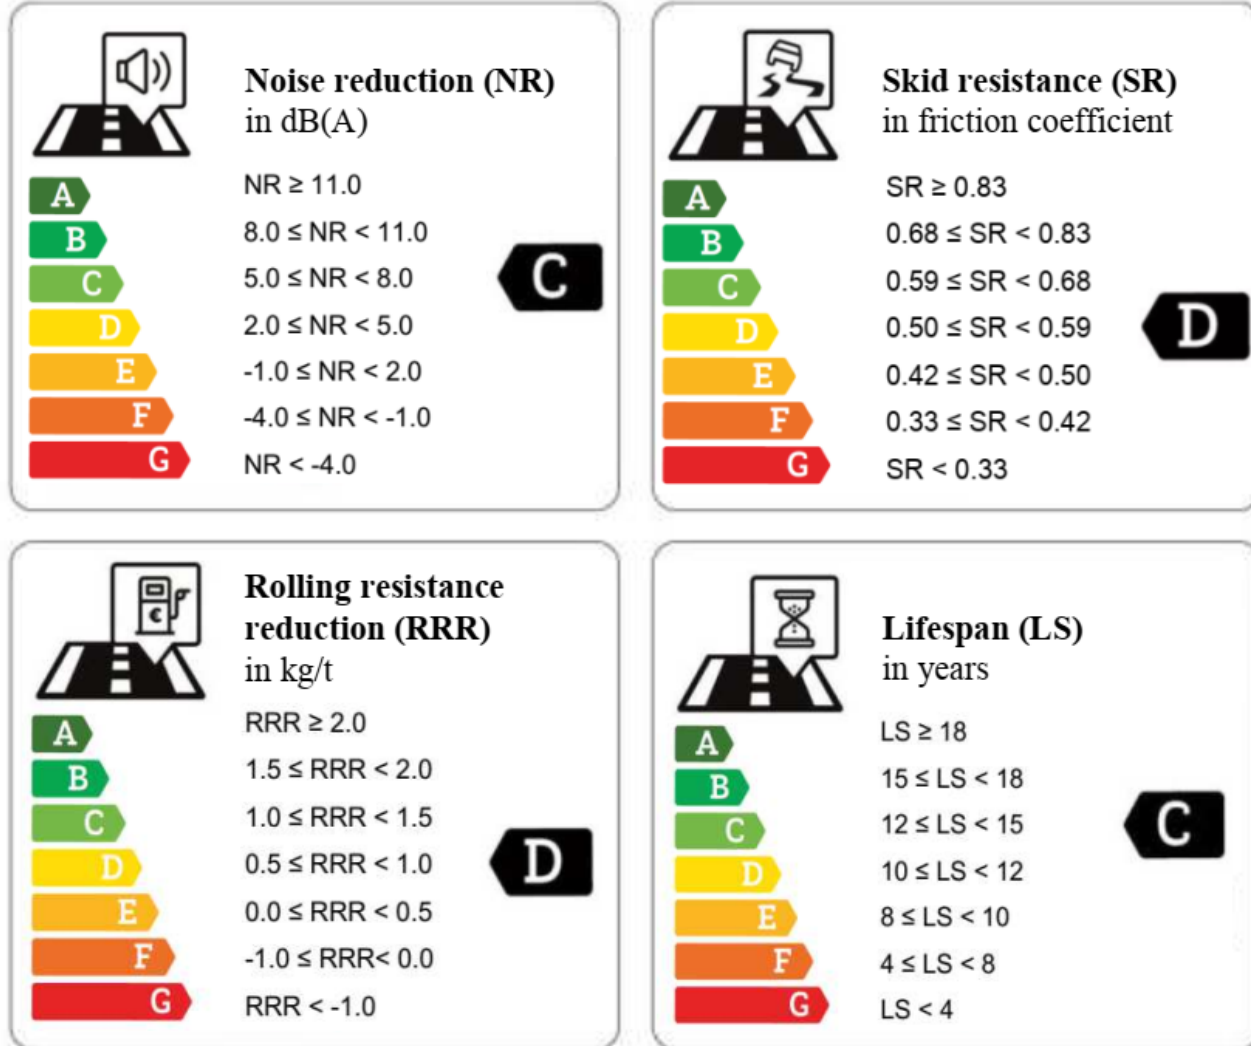 Noise reduction (NR)
in dB(A)
A NR ≥ 11.0
B 8.0 ≤ NR < 11.0
C 5.0 ≤ NR < 8.0
C
D 2.0 ≤ NR < 5.0
E -1.0 ≤ NR < 2.0
F -4.0 ≤ NR < -1.0
G NR < -4.0
Skid resistance (SR)
in friction coefficient
A SR ≥ 0.83
B 0.68 ≤ SR < 0.83
C 0.59 ≤ SR < 0.68
D 0.50 ≤ SR < 0.59
D
E 0.42 ≤ SR < 0.50
F 0.33 ≤ SR < 0.42
G SR < 0.33
€
Rolling resistance
reduction (RRR)
in kg/t
A RRR ≥ 2.0
B 1.5 ≤ RRR < 2.0
C 1.0 ≤ RRR < 1.5
D 0.5 ≤ RRR < 1.0
D
E 0.0 ≤ RRR < 0.5
F -1.0 ≤ RRR< 0.0
G RRR < -1.0
Lifespan (LS)
in years
A LS ≥ 18
B 15 ≤ LS < 18
C 12 ≤ LS < 15
C
D 10 ≤ LS < 12
E 8 ≤ LS < 10
F 4 ≤ LS < 8
G LS < 4